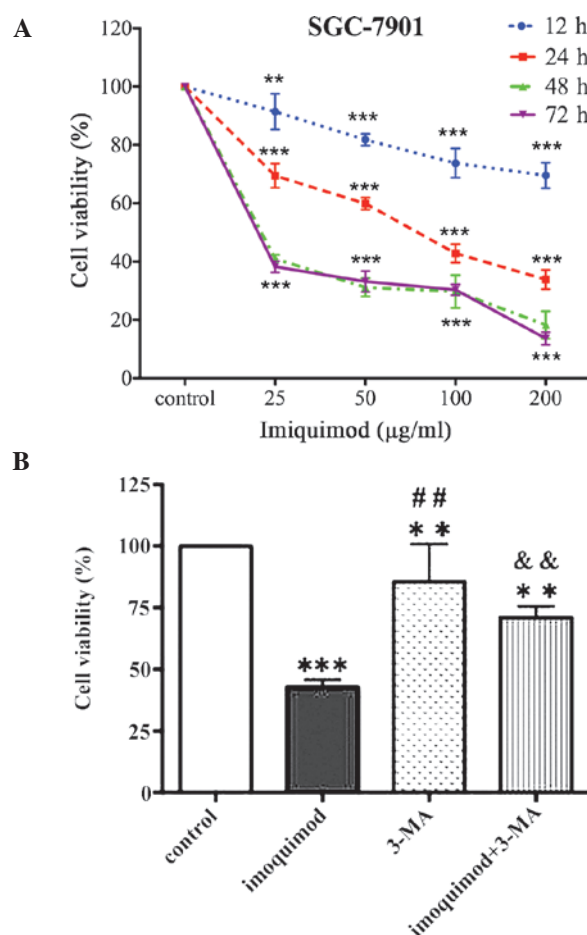 A
SGC-7901
12 h
24 h
48 h
72 h
120
100
80
60
40
20
0
Cell viability (%)
**
***
***
***
***
***
***
***
***
***
***
***
control
25
50
100
200
Imiquimod (µg/ml)
B
125
100
75
50
25
0
Cell viability (%)
***
# #
* *
& &
* *
control
imoquimod
3-MA
imoquimod+3-MA